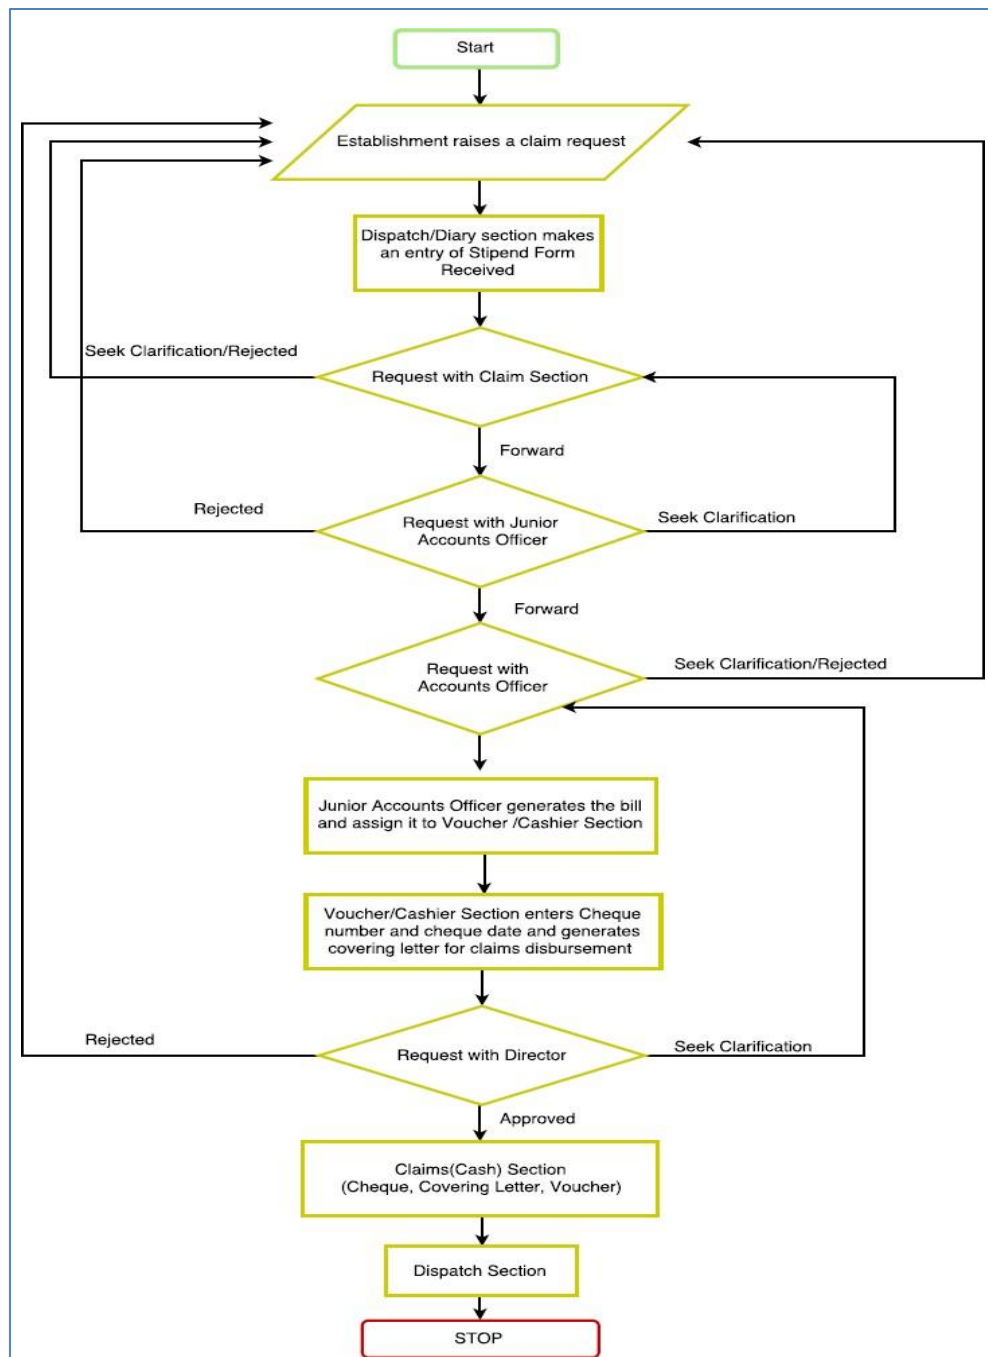 Start
Establishment raises a claim request
Dispatch/Diary section makes
an entry of Stipend Form
Received
Seek Clarification/Rejected
Request with Claim Section
Forward
Rejected
Request with Junior
Accounts Officer
Seek Clarification
Forward
Request with
Accounts Officer
Seek Clarification/Rejected
Junior Accounts Officer generates the bill
and assign it to Voucher /Cashier Section
Voucher/Cashier Section enters Cheque
number and cheque date and generates
covering letter for claims disbursement
Rejected
Request with Director
Seek Clarification
Approved
Claims(Cash) Section
(Cheque, Covering Letter, Voucher)
Dispatch Section
STOP